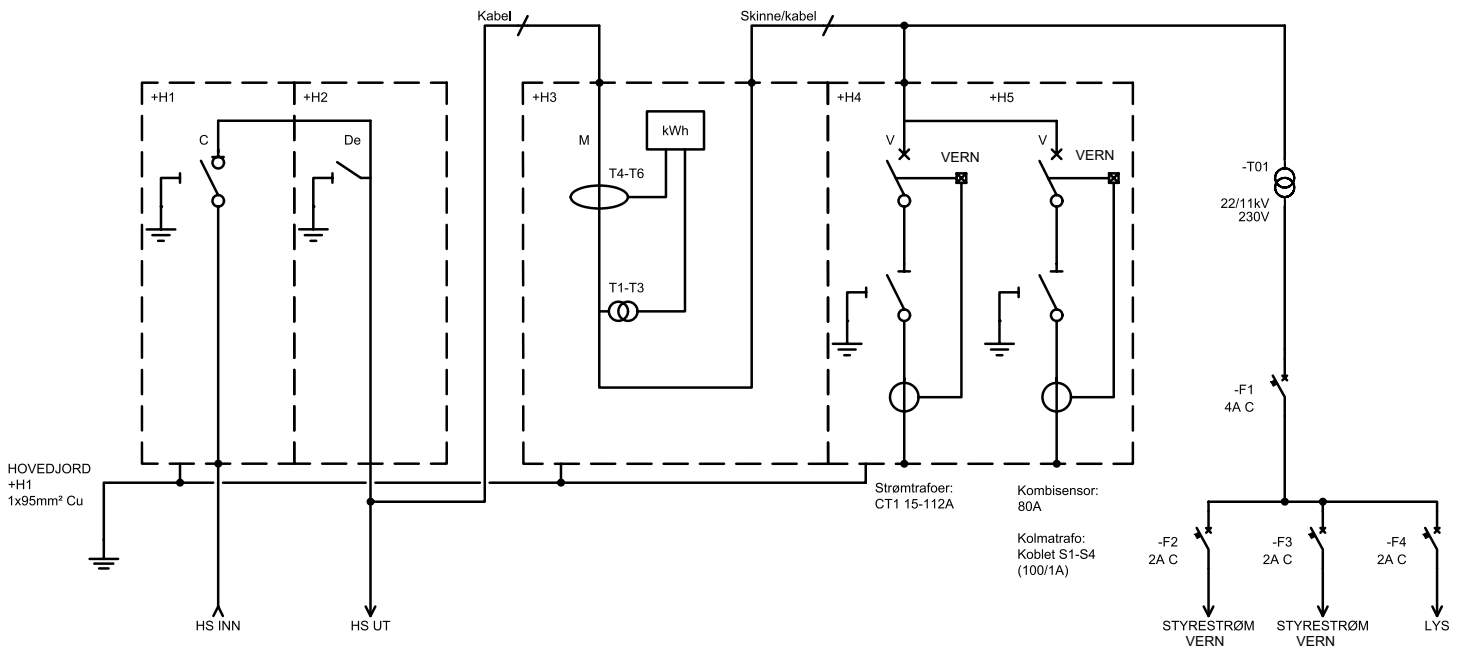 Kabel
Skinne/kabel
+H1
+H2
+H3
+H4
+H5
C
De
M
kWh
V
VERN
V
VERN
T4-T6
T1-T3
-T01
22/11kV
230V
-F1
4A C
HOVEDJORD
+H1
1x95mm² Cu
Strømtrafoer:
CT1 15-112A
Kombisensor:
80A
Kolmatrafo:
Koblet S1-S4
(100/1A)
-F2
2A C
-F3
2A C
-F4
2A C
HS INN
HS UT
STYRESTRØM
VERN
STYRESTRØM
VERN
LYS